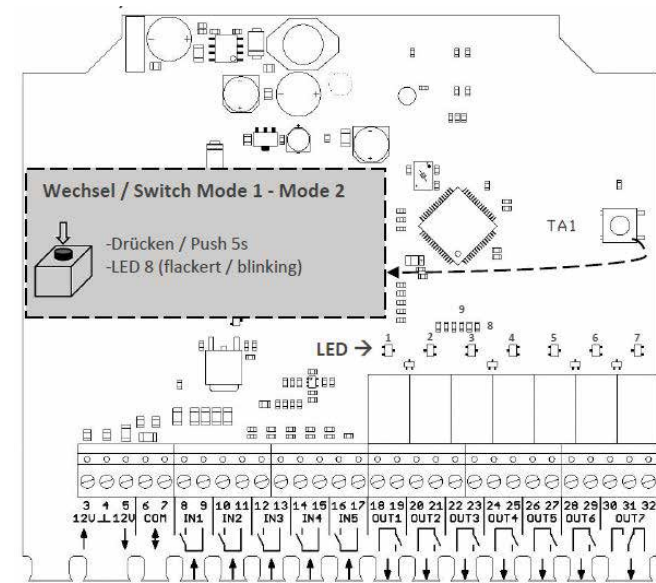 Wechsel / Switch Mode 1 - Mode 2
-Drücken / Push 5s
-LED 8 (flackert / blinking)
TA1
9
8
LED → 1 2 3 4 5 6 7
3 4 5 6 7 8 9 10 11 12 13 14 15 16 17 18 19 20 21 22 23 24 25 26 27 28 29 30 31 32
12V ⊥ 12V COM IN1 IN2 IN3 IN4 IN5 OUT1 OUT2 OUT3 OUT4 OUT5 OUT6 OUT7